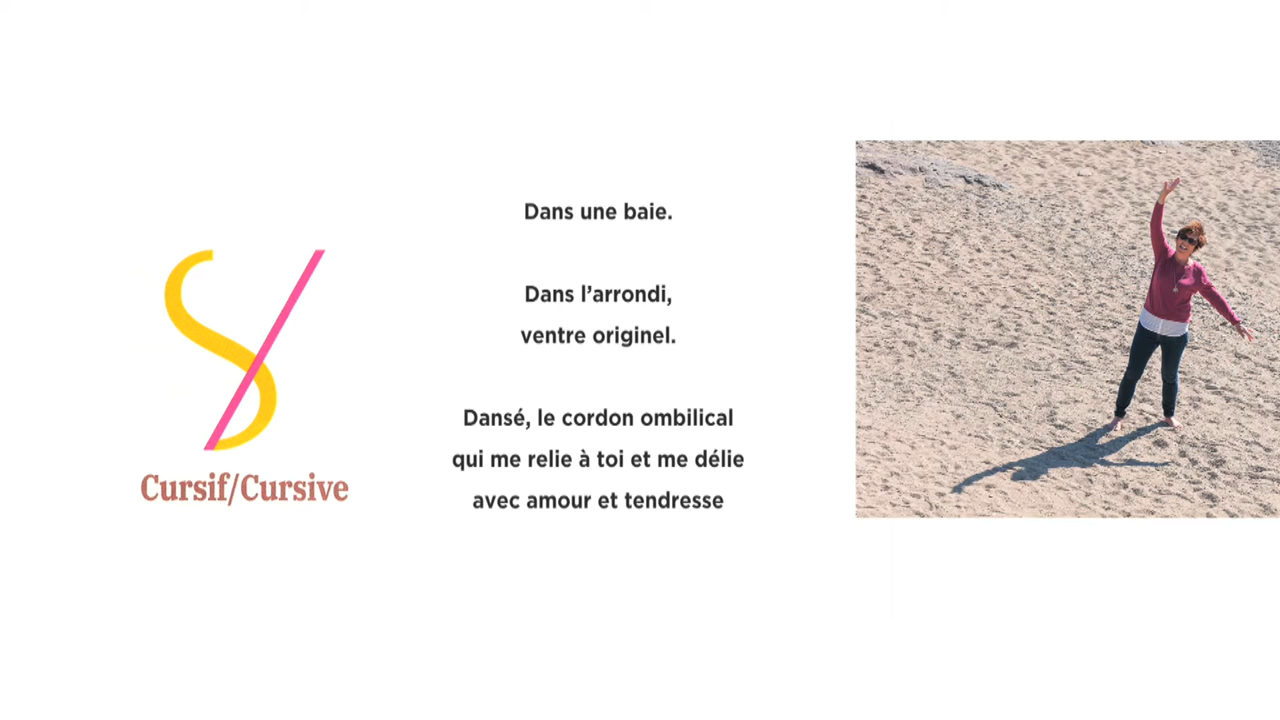 Dans une baie.
Dans l’arrondi,
ventre originel.
Dansé, le cordon ombilical
qui me relie à toi et me délie
avec amour et tendresse
Cursif/Cursive